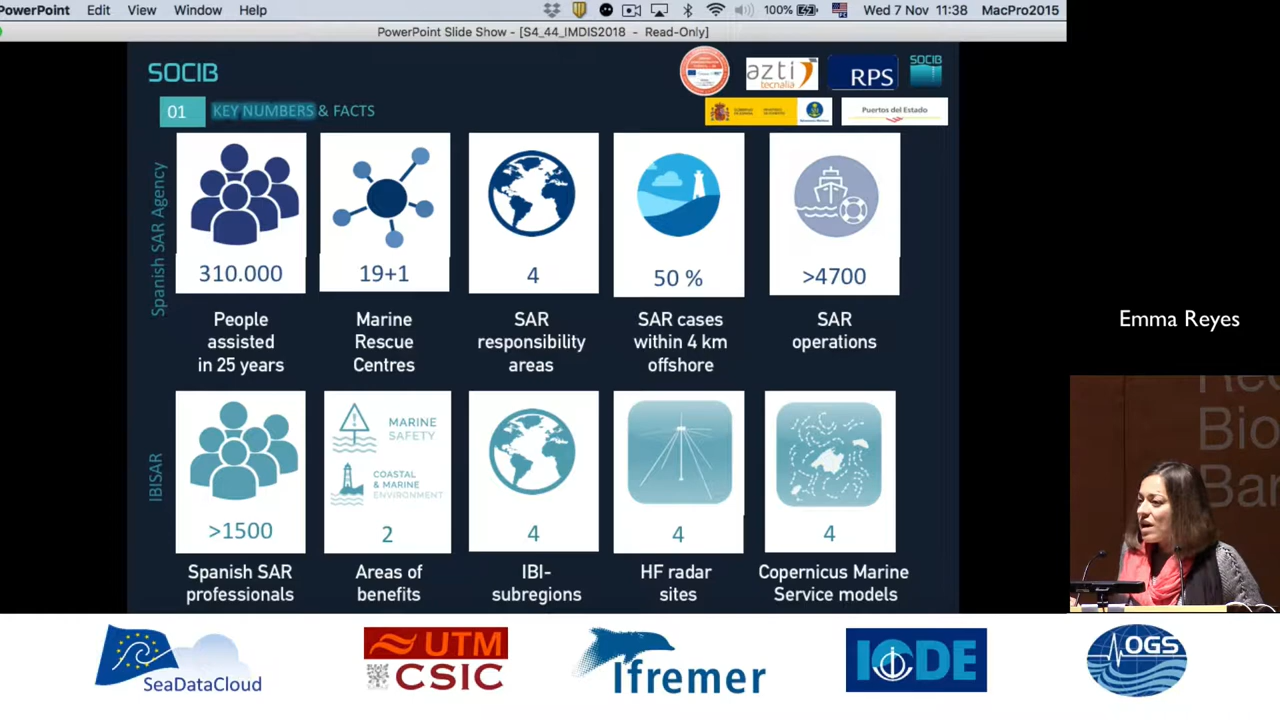 PowerPoint Edit View Window Help 100% Wed 7 Nov 11:38 MacPro2015
PowerPoint Slide Show - [S4_44_IMDIS2018 - Read-Only]
SOCIB
azti
tecnalia
RPS
SOCIB
01 KEY NUMBERS & FACTS
Puertos del Estado
Spanish SAR Agency
310.000
19+1
4
50 %
>4700
People
assisted
in 25 years
Marine
Rescue
Centres
SAR
responsibility
areas
SAR cases
within 4 km
offshore
SAR
operations
Emma Reyes
IBISAR
MARINE
SAFETY
COASTAL
& MARINE
ENVIRONMENT
>1500
2
4
4
4
Spanish SAR
professionals
Areas of
benefits
IBI-
subregions
HF radar
sites
Copernicus Marine
Service models
Bio
Bar
SeaDataCloud
UTM
CSIC
Ifremer
IODE
OGS